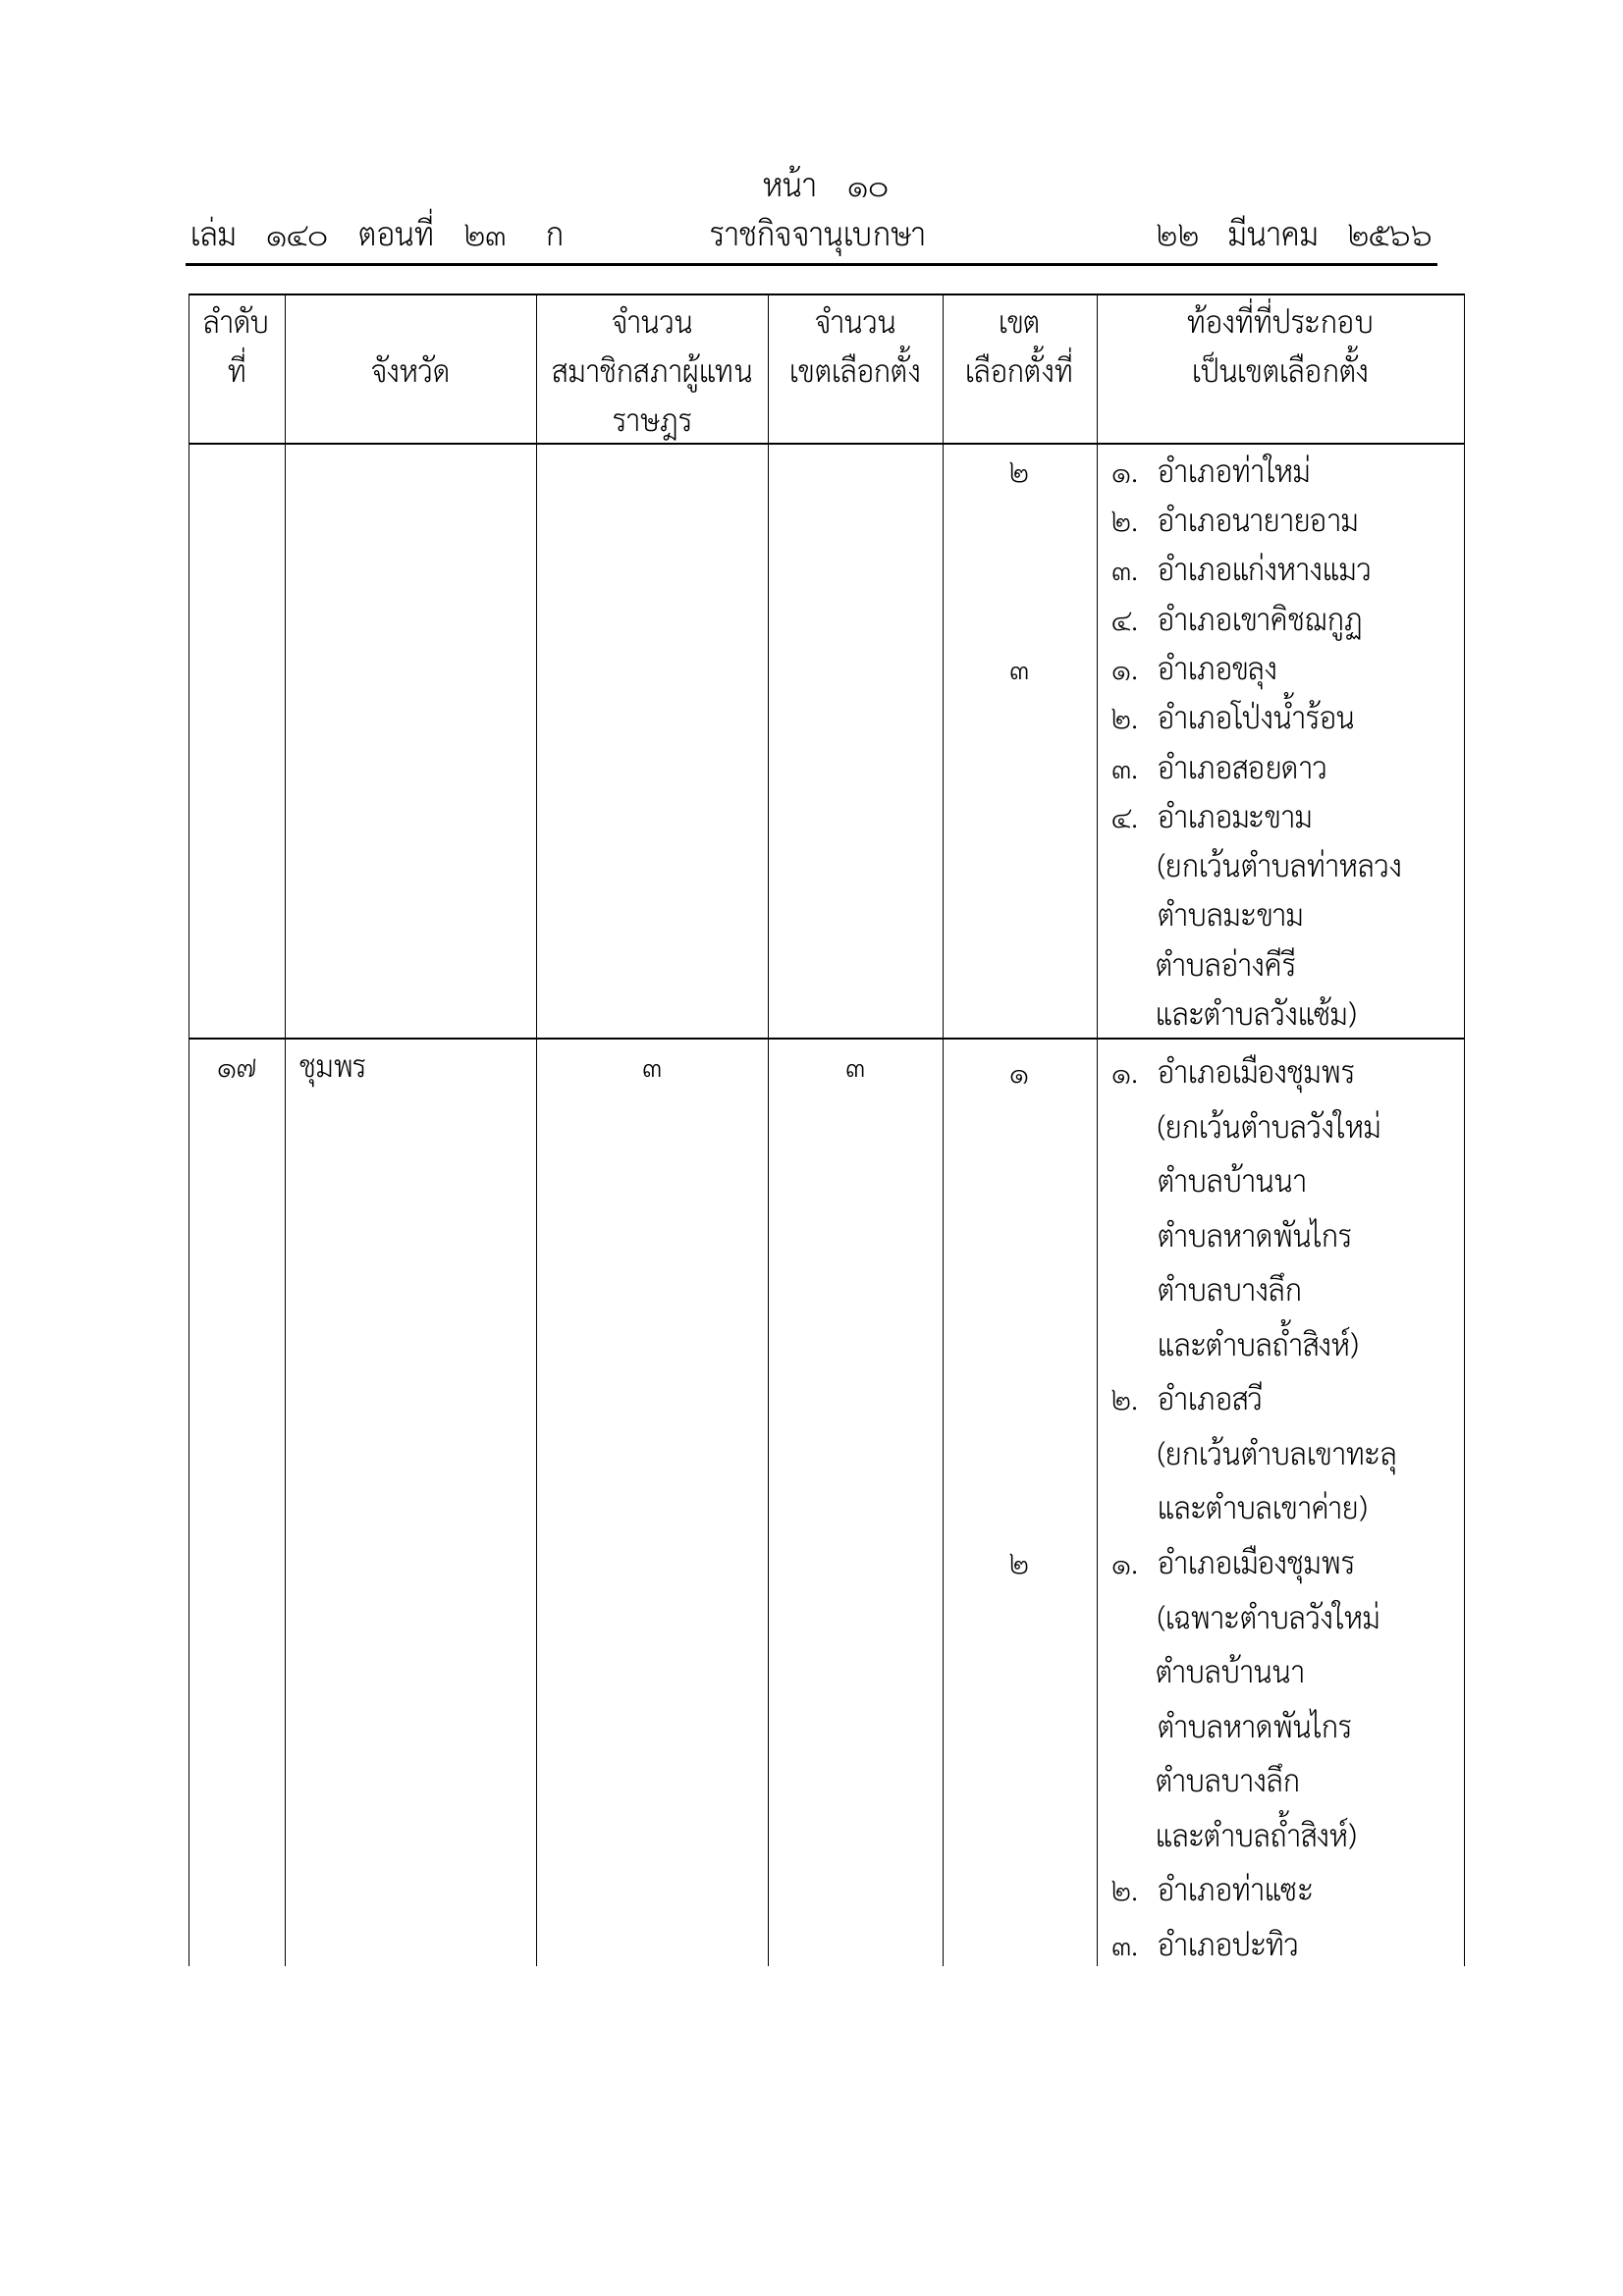 หน้า ๑๐
เล่ม ๑๔๐ ตอนที่ ๒๓ ก ราชกิจจานุเบกษา ๒๒ มีนาคม ๒๕๖๖
ลำดับ จำนวน จำนวน เขต ท้องที่ที่ประกอบ
ที่ จังหวัด สมาชิกสภาผู้แทน เขตเลือกตั้ง เลือกตั้งที่ เป็นเขตเลือกตั้ง
ราษฎร
๒ ๑. อำเภอท่าใหม่
๒. อำเภอนายายอาม
๓. อำเภอแก่งหางแมว
๔. อำเภอเขาคิชฌกูฏ
๓ ๑. อำเภอขลุง
๒. อำเภอโป่งน้ำร้อน
๓. อำเภอสอยดาว
๔. อำเภอมะขาม
(ยกเว้นตำบลท่าหลวง
ตำบลมะขาม
ตำบลอ่างคีรี
และตำบลวังแซ้ม)
๑๗ ชุมพร ๓ ๓ ๑ ๑. อำเภอเมืองชุมพร
(ยกเว้นตำบลวังใหม่
ตำบลบ้านนา
ตำบลหาดพันไกร
ตำบลบางลึก
และตำบลถ้ำสิงห์)
๒. อำเภอสวี
(ยกเว้นตำบลเขาทะลุ
และตำบลเขาค่าย)
๒ ๑. อำเภอเมืองชุมพร
(เฉพาะตำบลวังใหม่
ตำบลบ้านนา
ตำบลหาดพันไกร
ตำบลบางลึก
และตำบลถ้ำสิงห์)
๒. อำเภอท่าแซะ
๓. อำเภอปะทิว